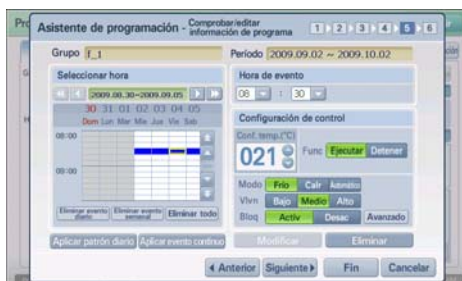 Asistente de programación - Comprobar/editar información de programa 1 2 3 4 5 6
Grupo f_1 Período 2009.09.02 ~ 2009.10.02
Seleccionar hora
2009.08.30~2009.09.05
30 31 01 02 03 04 05
Dom Lun Mar Mie Jue Vie Sab
08:00
09:00
Eliminar evento diario Eliminar evento semanal Eliminar todo
Aplicar patrón diario Aplicar evento continuo
Hora de evento
08 : 30
Configuración de control
Conf. temp.(°C)
021 Func Ejecutar Detener
Modo Frío Calr Automático
Vlvn Bajo Medio Alto
Bloq Activ Desac Avanzado
Modificar Eliminar
Anterior Siguiente Fin Cancelar